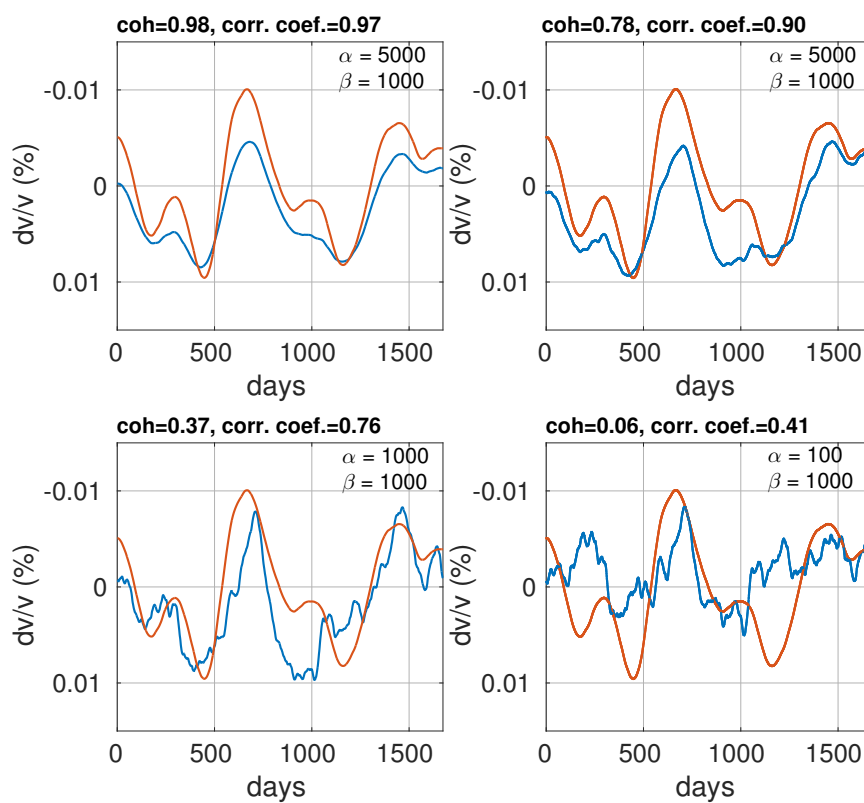 coh=0.98, corr. coef.=0.97
α = 5000
β = 1000
-0.01
0
0.01
dv/v (%)
0
500
1000
1500
days
coh=0.78, corr. coef.=0.90
α = 5000
β = 1000
-0.01
0
0.01
dv/v (%)
0
500
1000
1500
days
coh=0.37, corr. coef.=0.76
α = 1000
β = 1000
-0.01
0
0.01
dv/v (%)
0
500
1000
1500
days
coh=0.06, corr. coef.=0.41
α = 100
β = 1000
-0.01
0
0.01
dv/v (%)
0
500
1000
1500
days